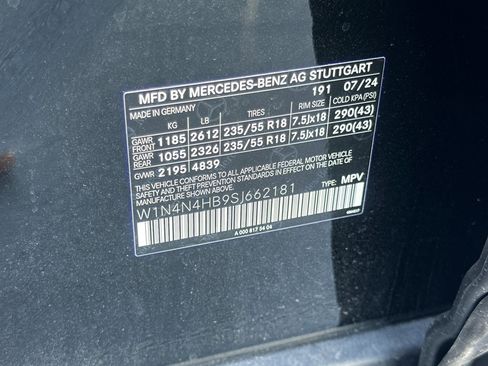 MFD BY MERCEDES-BENZ AG STUTTGART
191 07/24
MADE IN GERMANY
KG LB TIRES RIM SIZE COLD KPA(PSI)
GAWR FRONT 1185 2612 235/55 R18 7.5Jx18 290(43)
GAWR REAR 1055 2326 235/55 R18 7.5Jx18 290(43)
GVWR 2195 4839
THIS VEHICLE CONFORMS TO ALL APPLICABLE FEDERAL MOTOR VEHICLE
SAFETY STANDARDS IN EFFECT ON THE DATE OF
MANUFACTURE SHOWN ABOVE.
W1N4N4HB9SJ662181 TYPE: MPV
A 000 817 04 04